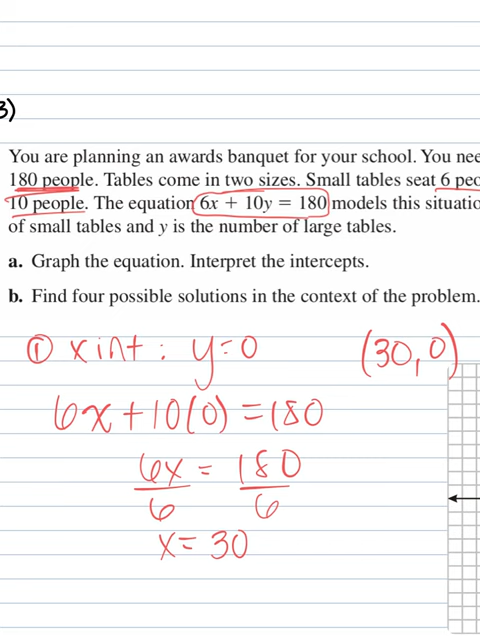 3)
You are planning an awards banquet for your school. You nee
180 people. Tables come in two sizes. Small tables seat 6 peo
10 people. The equation 6x + 10y = 180 models this situatio
of small tables and y is the number of large tables.
a. Graph the equation. Interpret the intercepts.
b. Find four possible solutions in the context of the problem.
① x int : y=0 (30,0)
6x+10(0)=180
6x = 180
6 6
x= 30